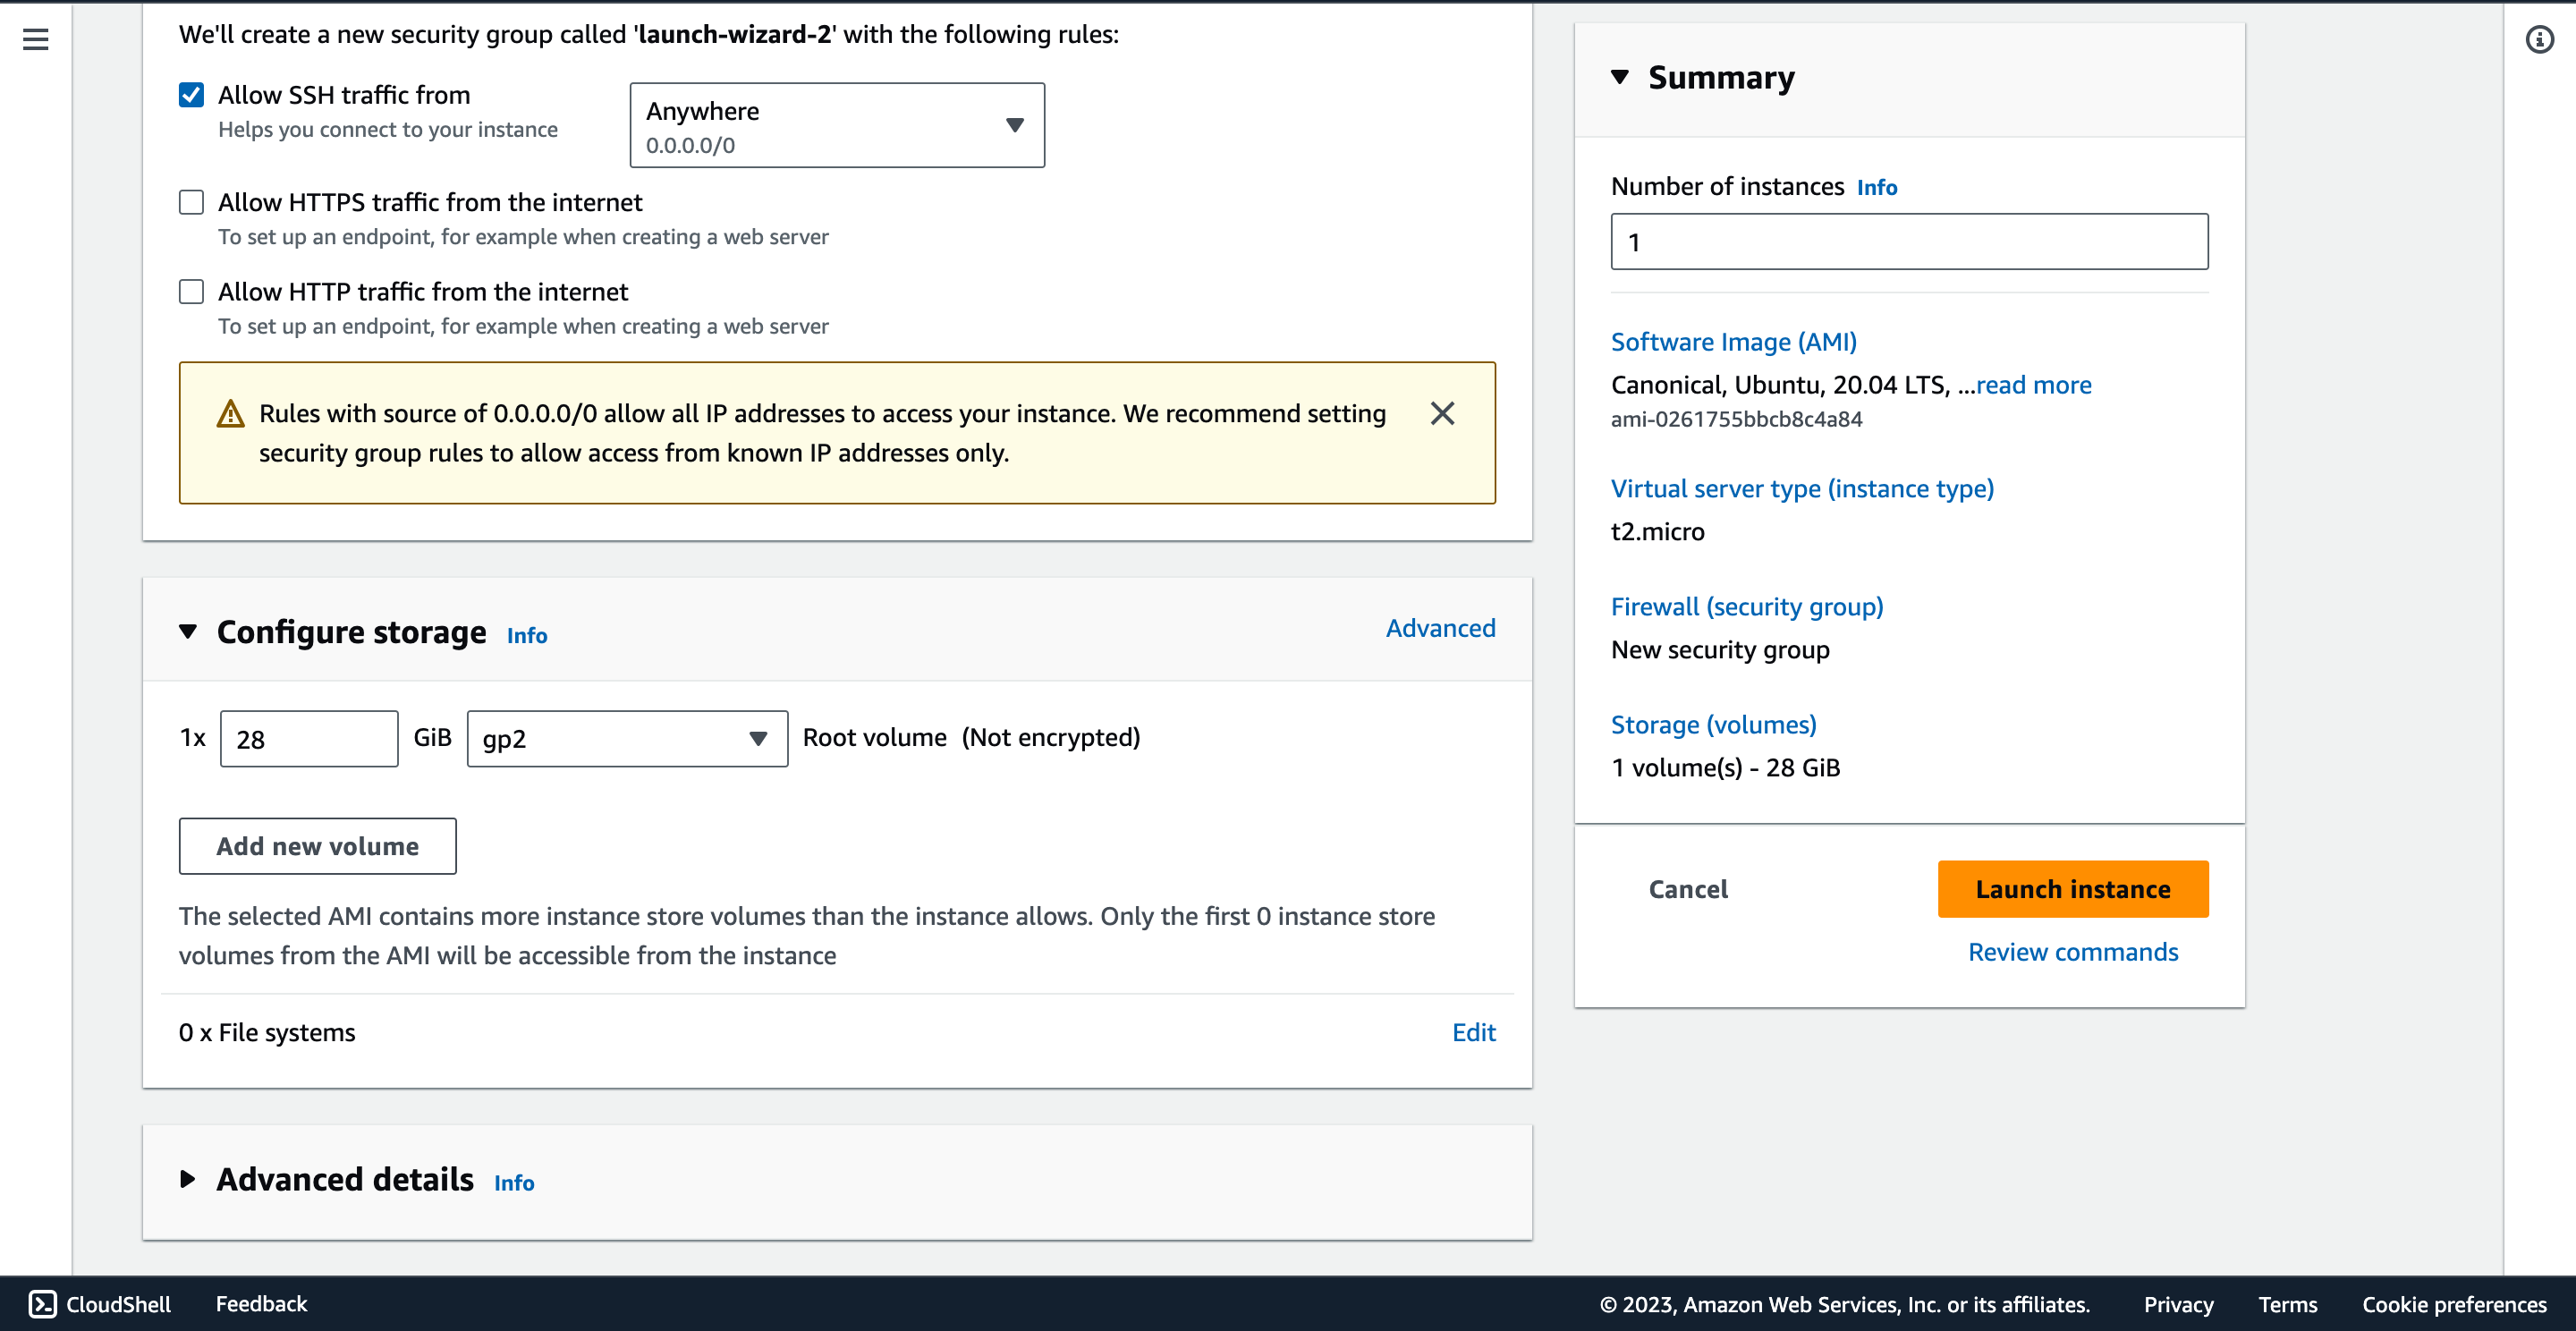 We'll create a new security group called 'launch-wizard-2' with the following rules:
Allow SSH traffic from
Helps you connect to your instance
Anywhere
0.0.0.0/0
Allow HTTPS traffic from the internet
To set up an endpoint, for example when creating a web server
Allow HTTP traffic from the internet
To set up an endpoint, for example when creating a web server
Rules with source of 0.0.0.0/0 allow all IP addresses to access your instance. We recommend setting
security group rules to allow access from known IP addresses only.
Configure storage Info
Advanced
1x 28 GiB gp2 Root volume (Not encrypted)
Add new volume
The selected AMI contains more instance store volumes than the instance allows. Only the first 0 instance store
volumes from the AMI will be accessible from the instance
0 x File systems
Edit
Advanced details Info
Summary
Number of instances Info
1
Software Image (AMI)
Canonical, Ubuntu, 20.04 LTS, ...read more
ami-0261755bbcb8c4a84
Virtual server type (instance type)
t2.micro
Firewall (security group)
New security group
Storage (volumes)
1 volume(s) - 28 GiB
Cancel
Launch instance
Review commands
CloudShell Feedback © 2023, Amazon Web Services, Inc. or its affiliates. Privacy Terms Cookie preferences